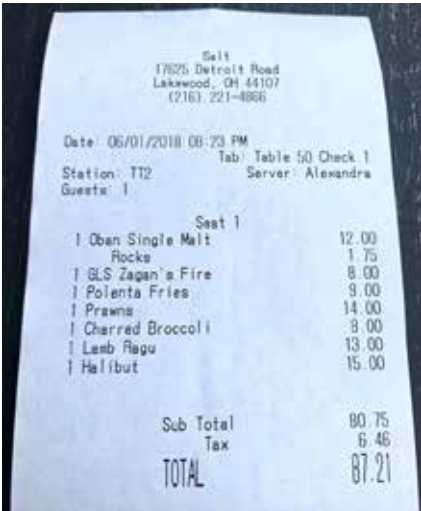 Salt
17625 Detroit Road
Lakewood, OH 44107
(216) 221-4866
Date: 06/01/2018 08:23 PM
Tab: Table 50 Check 1
Station: TT2 Server: Alexandra
Guests: 1
Seat 1
1 Oban Single Malt 12.00
Rocks 1.75
1 GLS Zagan's Fire 8.00
1 Polenta Fries 9.00
1 Prawns 14.00
1 Charred Broccoli 8.00
1 Lamb Ragu 13.00
1 Halibut 15.00
Sub Total 80.75
Tax 6.46
TOTAL 87.21